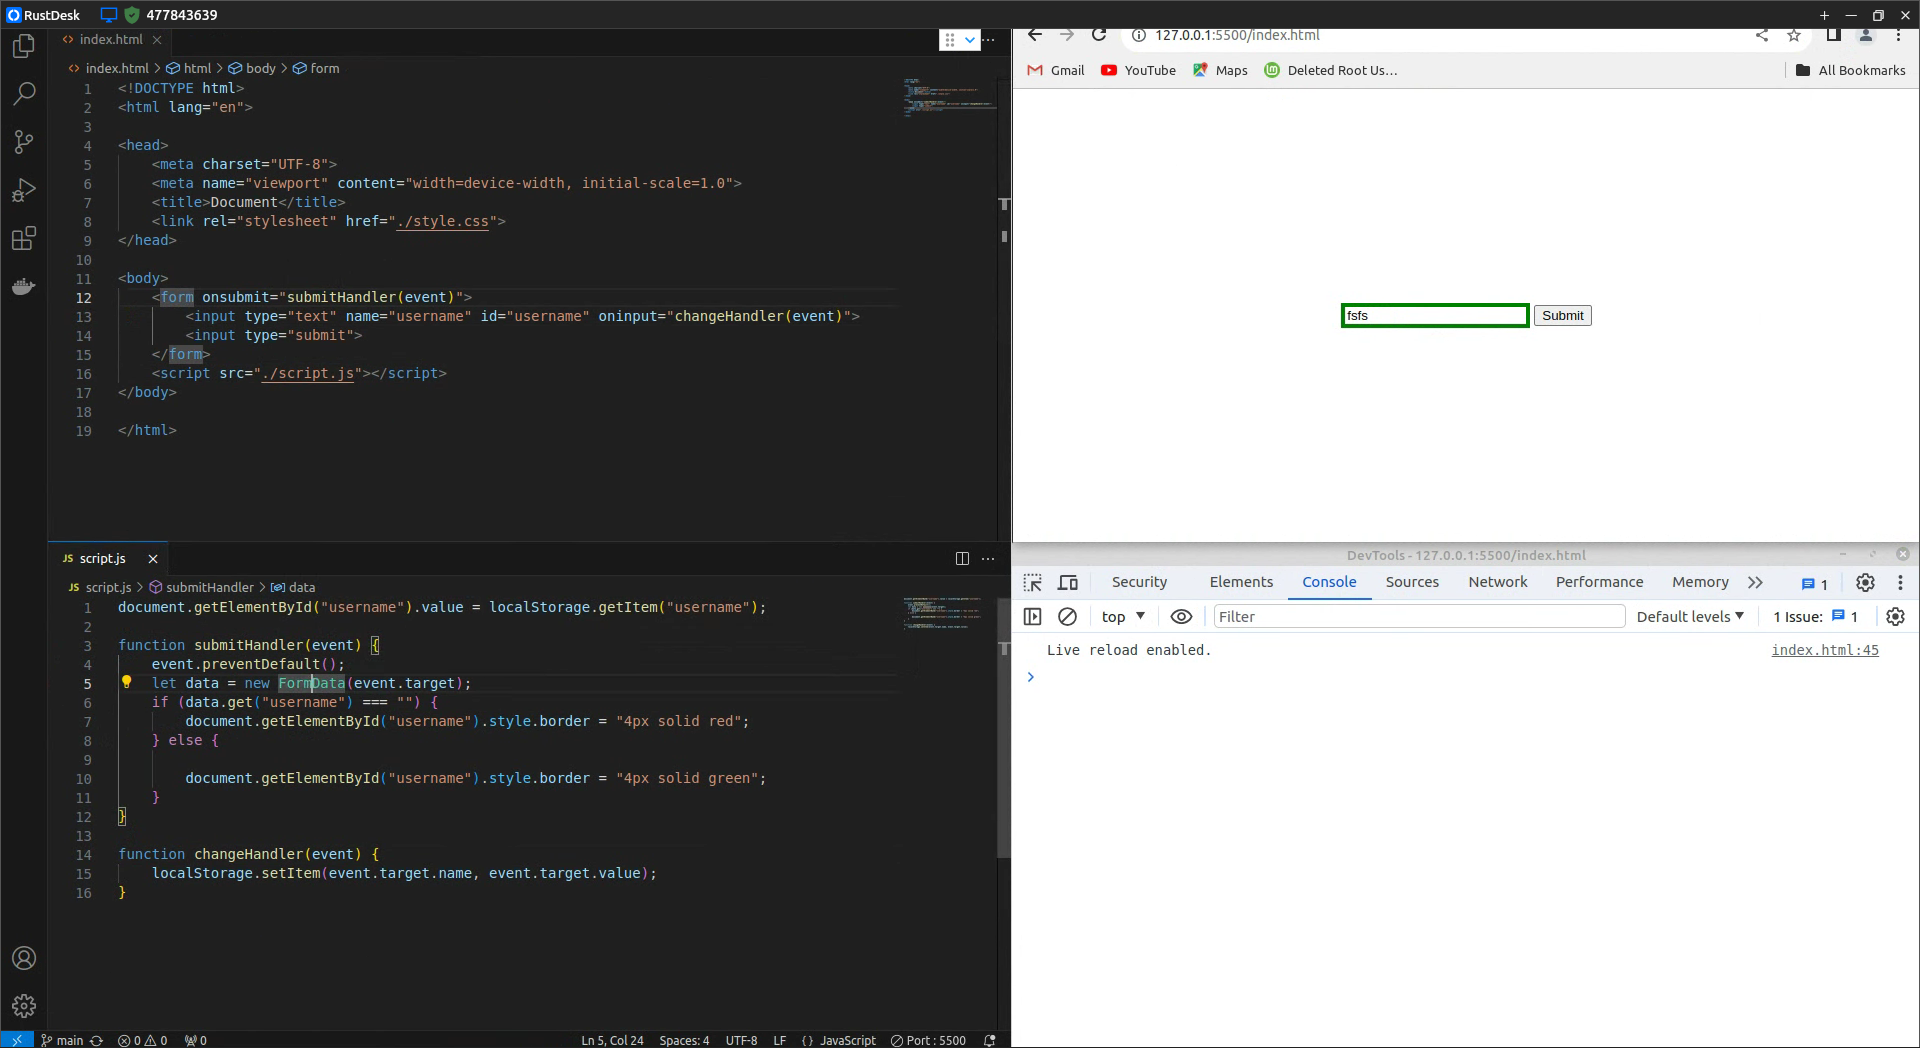 RustDesk 477843639
index.html
index.html > html > body > form
1 <!DOCTYPE html>
2 <html lang="en">
3
4 <head>
5 <meta charset="UTF-8">
6 <meta name="viewport" content="width=device-width, initial-scale=1.0">
7 <title>Document</title>
8 <link rel="stylesheet" href="./style.css">
9 </head>
10
11 <body>
12 <form onsubmit="submitHandler(event)">
13 <input type="text" name="username" id="username" oninput="changeHandler(event)">
14 <input type="submit">
15 </form>
16 <script src="./script.js"></script>
17 </body>
18
19 </html>
JS script.js
JS script.js > submitHandler > data
1 document.getElementById("username").value = localStorage.getItem("username");
2
3 function submitHandler(event) {
4 event.preventDefault();
5 let data = new FormData(event.target);
6 if (data.get("username") === "") {
7 document.getElementById("username").style.border = "4px solid red";
8 } else {
9
10 document.getElementById("username").style.border = "4px solid green";
11 }
12 }
13
14 function changeHandler(event) {
15 localStorage.setItem(event.target.name, event.target.value);
16 }
main 0 0 0 Ln 5, Col 24 Spaces: 4 UTF-8 LF {} JavaScript Port : 5500
127.0.0.1:5500/index.html
Gmail YouTube Maps Deleted Root Us... All Bookmarks
fsfs Submit
DevTools - 127.0.0.1:5500/index.html
Security Elements Console Sources Network Performance Memory 1
top Filter Default levels 1 Issue: 1
Live reload enabled. index.html:45